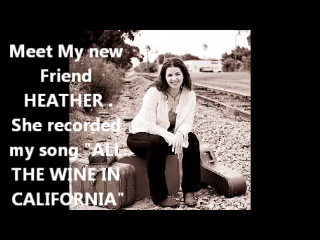 Meet My new
Friend
HEATHER .
She recorded
my song "ALL
THE WINE IN
CALIFORNIA"